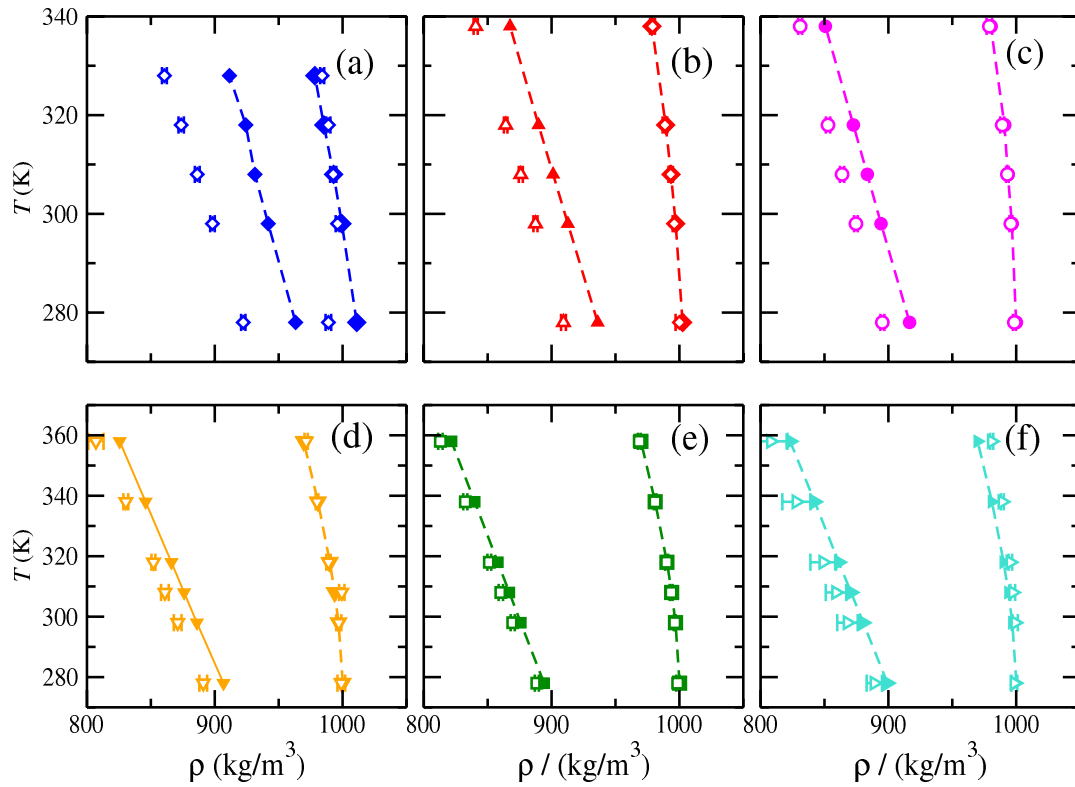 340
(a)
(b)
(c)
320
T (K)
300
280
360
(d)
(e)
(f)
340
T (K)
320
300
280
800 900 1000 800 900 1000 800 900 1000
ρ (kg/m³) ρ / (kg/m³) ρ / (kg/m³)